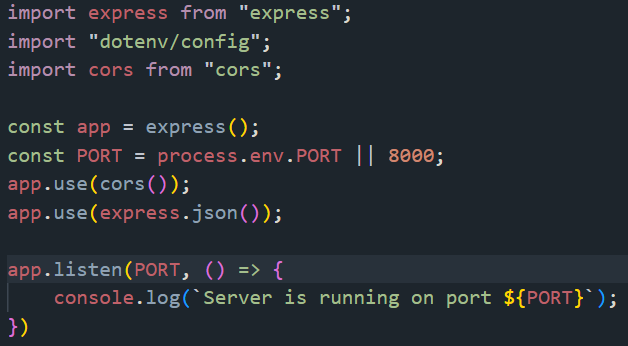 import express from "express";
import "dotenv/config";
import cors from "cors";

const app = express();
const PORT = process.env.PORT || 8000;
app.use(cors());
app.use(express.json());

app.listen(PORT, () => {
    console.log(`Server is running on port ${PORT}`);
})